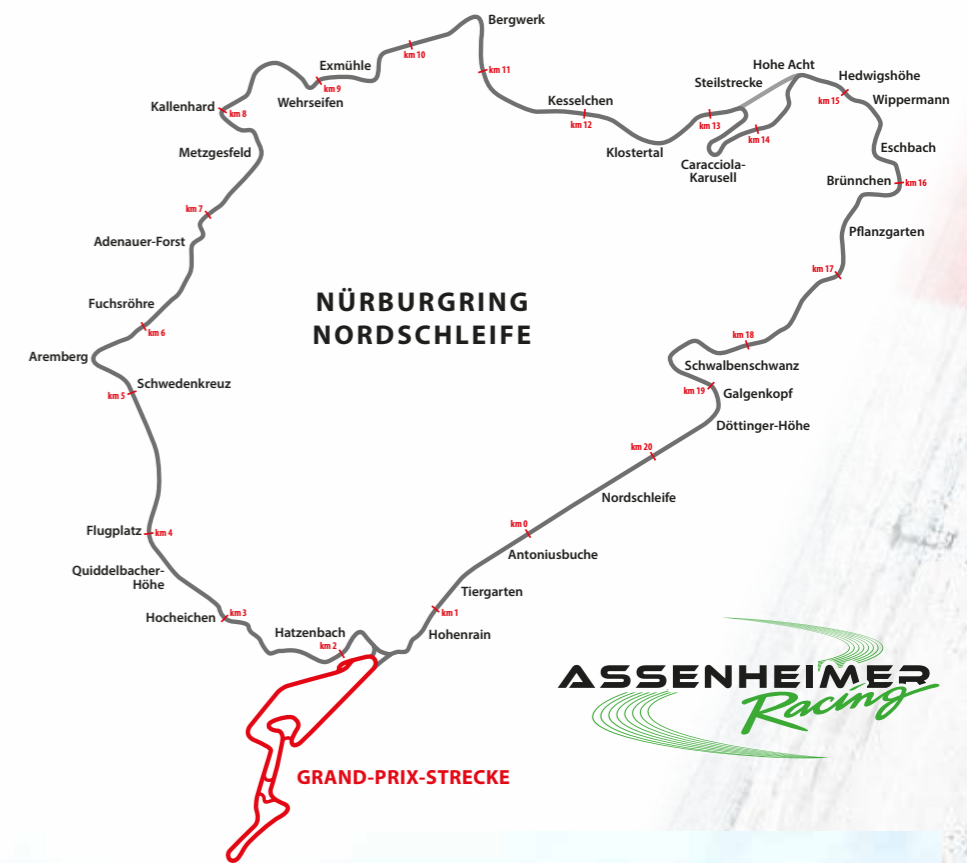 Bergwerk
km 10
Exmühle
km 9
Wehrseifen
km 11
Hohe Acht
Steilstrecke
Hedwigshöhe
km 15
Wippermann
Kallenhard
km 8
Kesselchen
km 12
km 13
km 14
Metzgesfeld
Klostertal
Caracciola-
Karusell
Eschbach
Brünnchen
km 16
km 7
Adenauer-Forst
Pflanzgarten
km 17
Fuchsröhre
km 6
NÜRBURGRING
NORDSCHLEIFE
km 18
Aremberg
Schwedenkreuz
km 5
Schwalbenschwanz
km 19
Galgenkopf
Döttinger-Höhe
km 20
Nordschleife
km 0
Antoniusbuche
Flugplatz
km 4
Quiddelbacher-
Höhe
Tiergarten
km 1
Hocheichen
km 3
Hatzenbach
km 2
Hohenrain
ASSENHEIMER
Racing
GRAND-PRIX-STRECKE